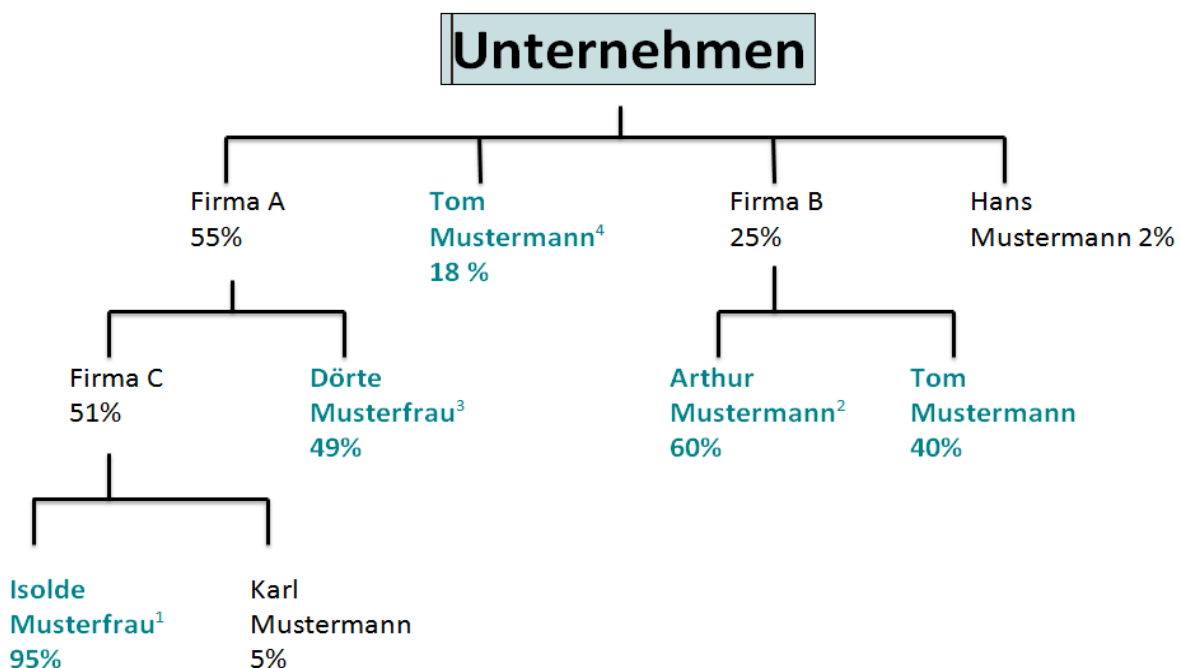 Unternehmen
Firma A
55%
Tom
Mustermann⁴
18 %
Firma B
25%
Hans
Mustermann 2%
Firma C
51%
Dörte
Musterfrau³
49%
Arthur
Mustermann²
60%
Tom
Mustermann
40%
Isolde
Musterfrau¹
95%
Karl
Mustermann
5%